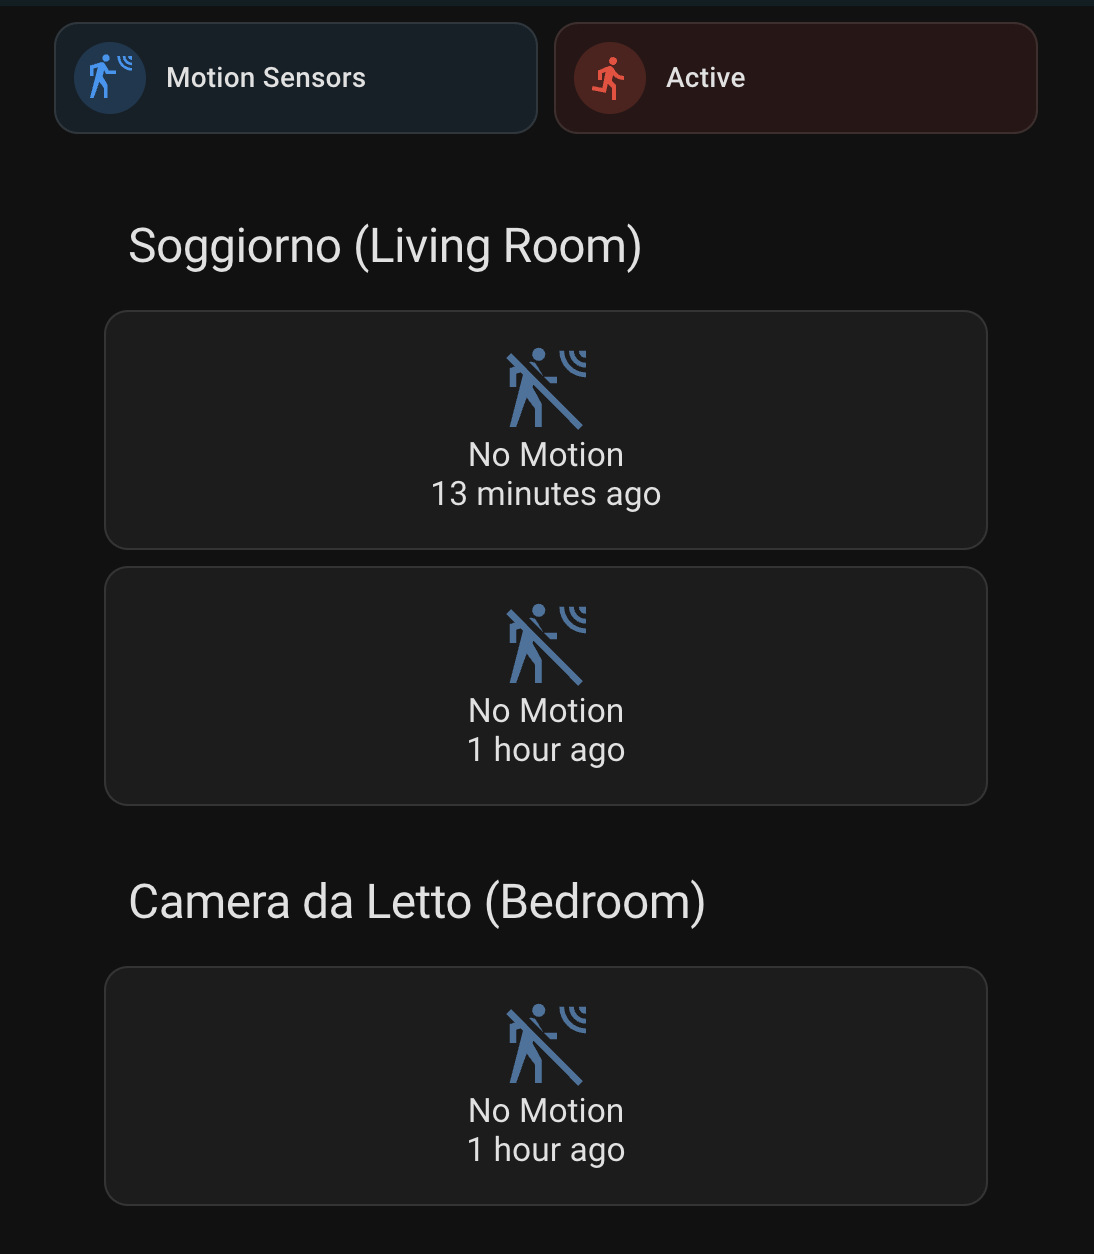 Motion Sensors
Active
Soggiorno (Living Room)
No Motion
13 minutes ago
No Motion
1 hour ago
Camera da Letto (Bedroom)
No Motion
1 hour ago